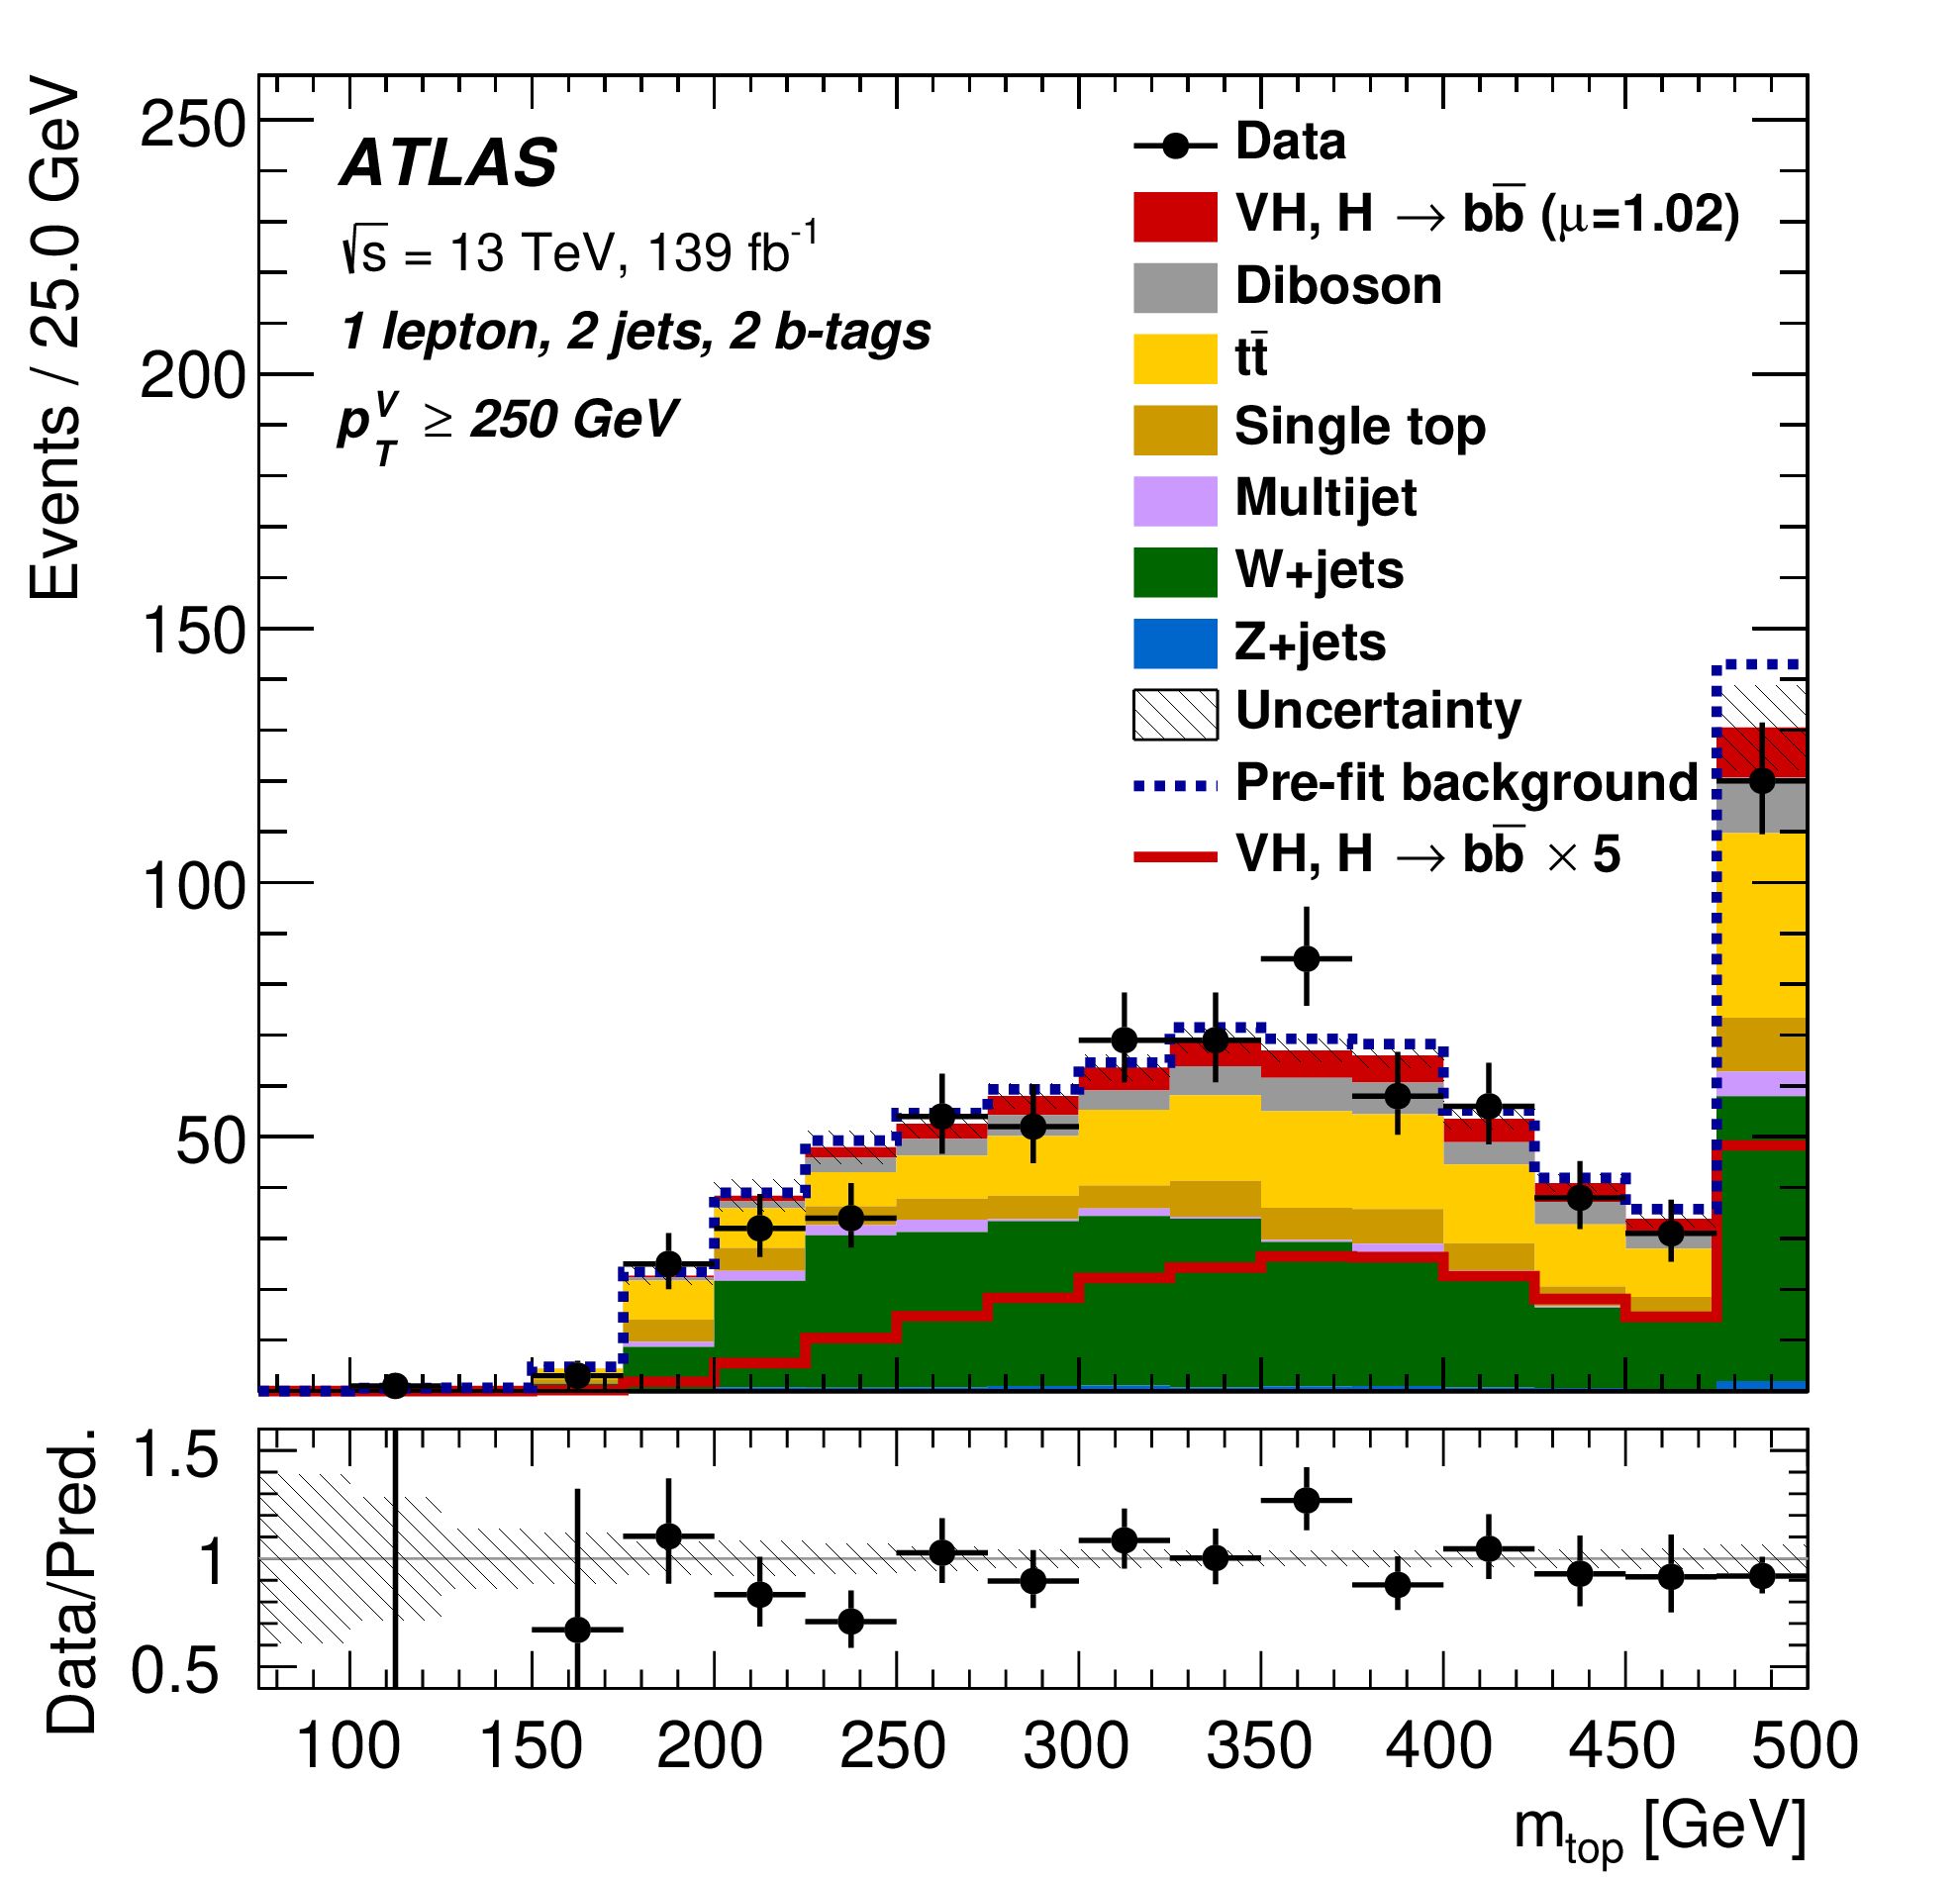 Events / 25.0 GeV
250
200
150
100
50
ATLAS
√s = 13 TeV, 139 fb⁻¹
1 lepton, 2 jets, 2 b-tags
p_T^V ≥ 250 GeV
Data
VH, H → bb̅ (μ=1.02)
Diboson
tt̅
Single top
Multijet
W+jets
Z+jets
Uncertainty
Pre-fit background
VH, H → bb̅ × 5
Data/Pred.
1.5
1
0.5
100 150 200 250 300 350 400 450 500
m_top [GeV]